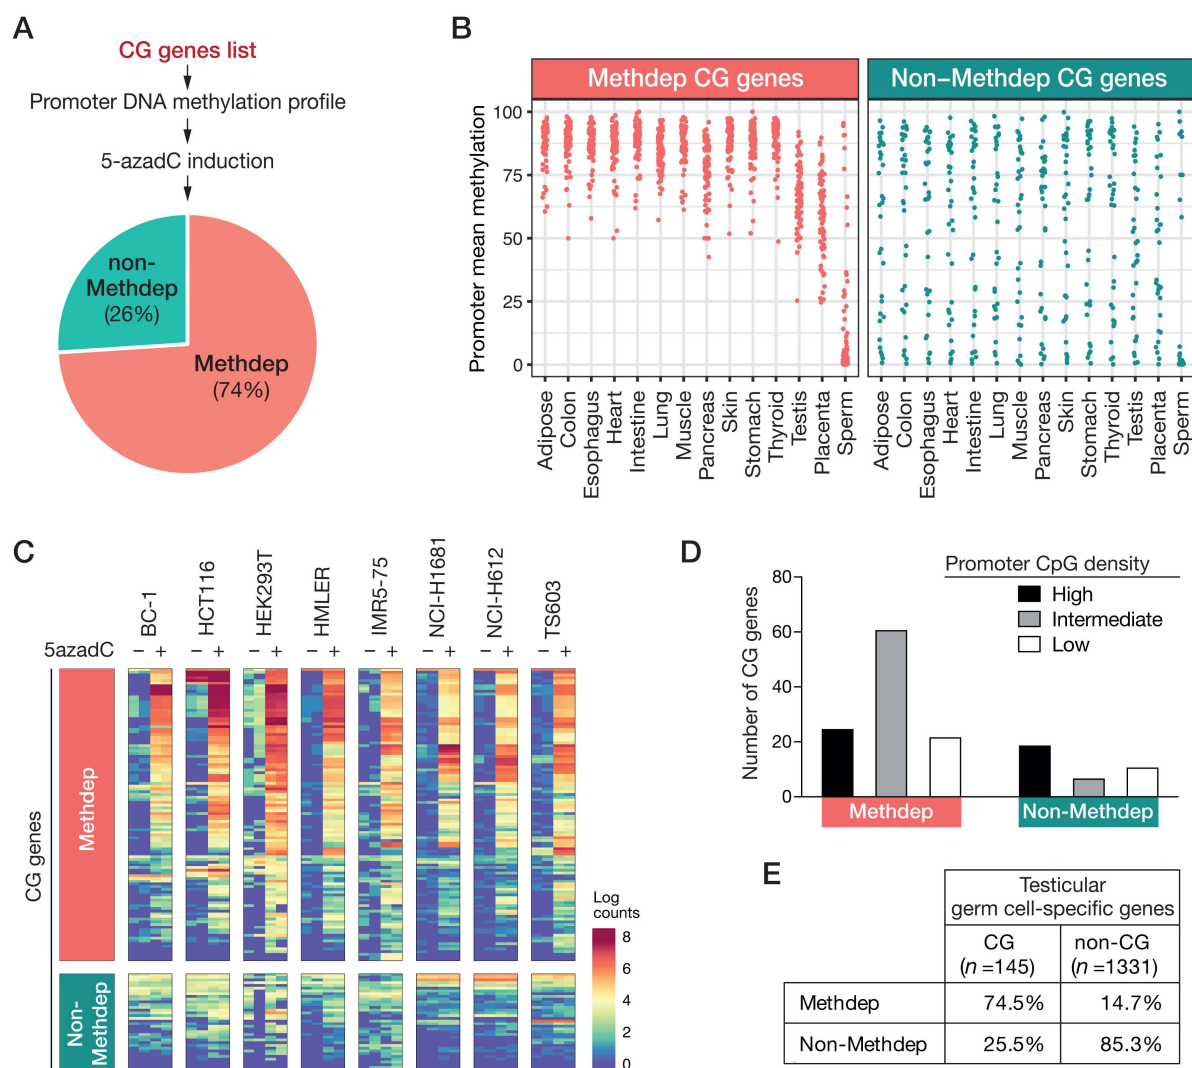 A
CG genes list
Promoter DNA methylation profile
5-azadC induction
non-
Methdep
(26%)
Methdep
(74%)
B
Methdep CG genes
Non–Methdep CG genes
Promoter mean methylation
100
75
50
25
0
Adipose
Colon
Esophagus
Heart
Intestine
Lung
Muscle
Pancreas
Skin
Stomach
Thyroid
Testis
Placenta
Sperm
Adipose
Colon
Esophagus
Heart
Intestine
Lung
Muscle
Pancreas
Skin
Stomach
Thyroid
Testis
Placenta
Sperm
C
BC-1
HCT116
HEK293T
HMLER
IMR5-75
NCI-H1681
NCI-H612
TS603
5azadC
– + – + – + – + – + – + – + – +
CG genes
Methdep
Non-
Methdep
Log
counts
8
6
4
2
0
D
Promoter CpG density
High
Intermediate
Low
Number of CG genes
80
60
40
20
0
Methdep
Non-Methdep
E
Testicular
germ cell-specific genes
CG non-CG
(n =145) (n =1331)
Methdep 74.5% 14.7%
Non-Methdep 25.5% 85.3%